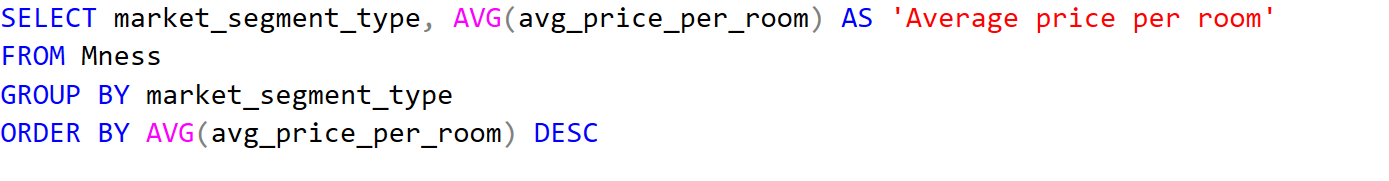 SELECT market_segment_type, AVG(avg_price_per_room) AS 'Average price per room'
FROM Mness
GROUP BY market_segment_type
ORDER BY AVG(avg_price_per_room) DESC